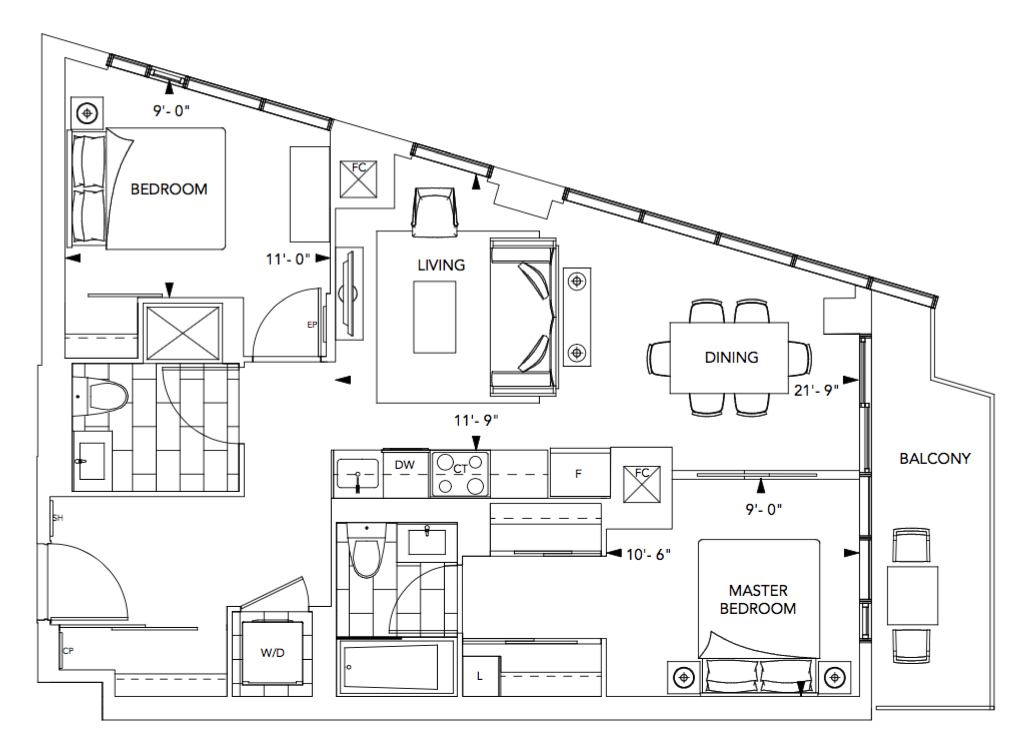 9'- 0"
BEDROOM
FC
11'- 0"
LIVING
EP
DINING
21'- 9"
11'- 9"
BALCONY
DW
CT
F
FC
9'- 0"
SH
10'- 6"
MASTER
BEDROOM
CP
W/D
L